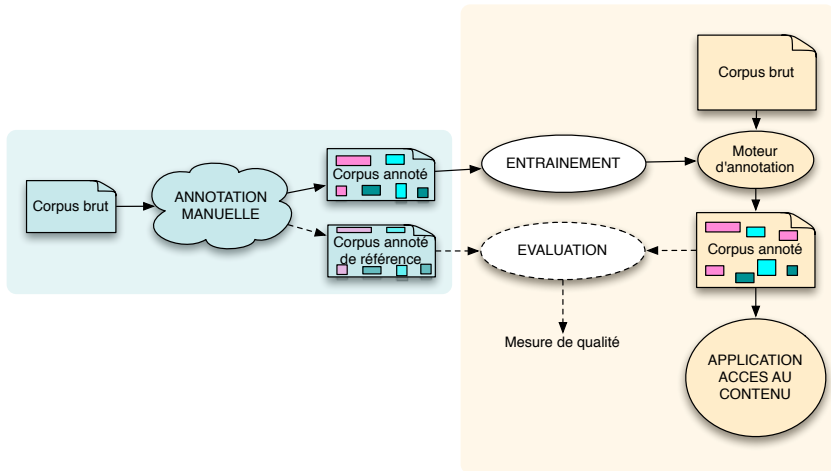 Corpus brut
ANNOTATION
MANUELLE
Corpus annoté
Corpus annoté
de référence
ENTRAINEMENT
EVALUATION
Mesure de qualité
Corpus brut
Moteur
d'annotation
Corpus annoté
APPLICATION
ACCES AU
CONTENU